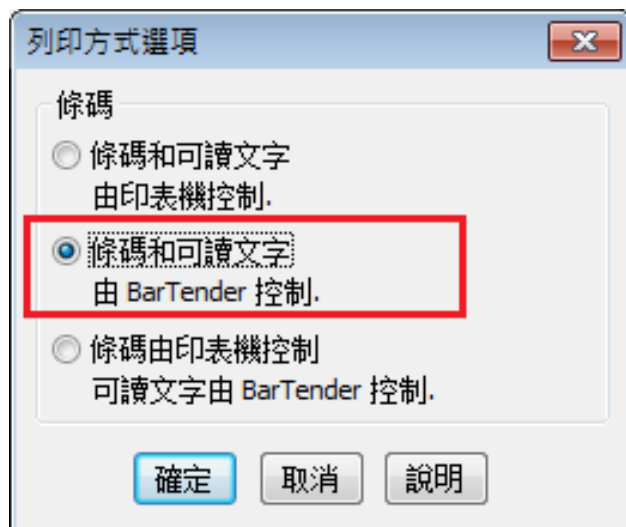 列印方式選項
條碼
條碼和可讀文字
由印表機控制.
條碼和可讀文字
由 BarTender 控制.
條碼由印表機控制
可讀文字由 BarTender 控制.
確定 取消 說明